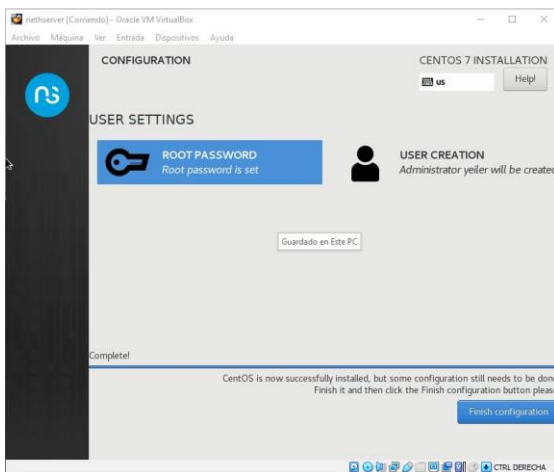 nethserver [Corriendo] - Oracle VM VirtualBox
Archivo Máquina Ver Entrada Dispositivos Ayuda
CONFIGURATION
CENTOS 7 INSTALLATION
us
Help!
ns
USER SETTINGS
ROOT PASSWORD
Root password is set
USER CREATION
Administrator yeiler will be created
Guardado en Este PC
Complete!
CentOS is now successfully installed, but some configuration still needs to be don
Finish it and then click the Finish configuration button pleas
Finish configuration
CTRL DERECHA